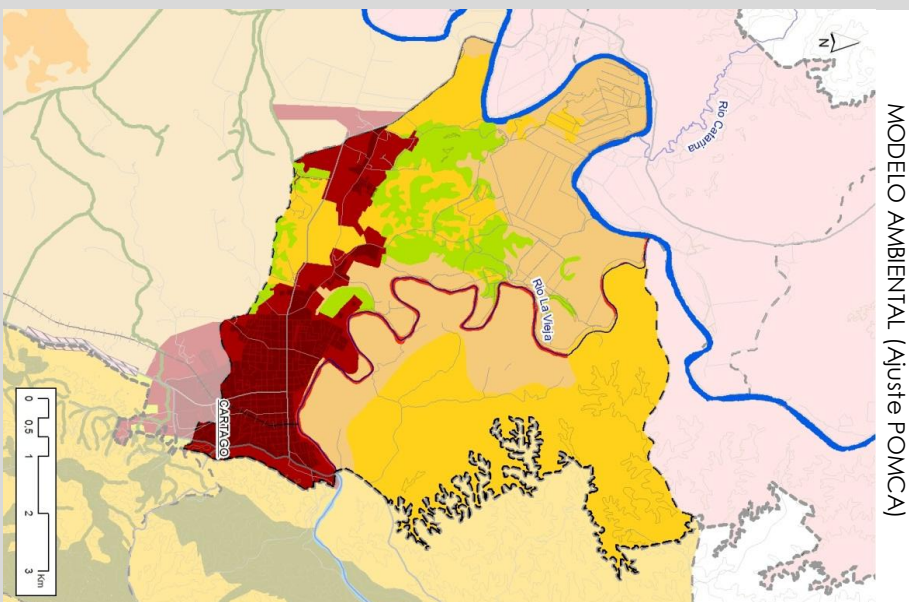 MODELO AMBIENTAL (Ajuste POMCA)
N
Río Catarina
Río La Vieja
CARTAGO
0 0,5 1 2 3
Km